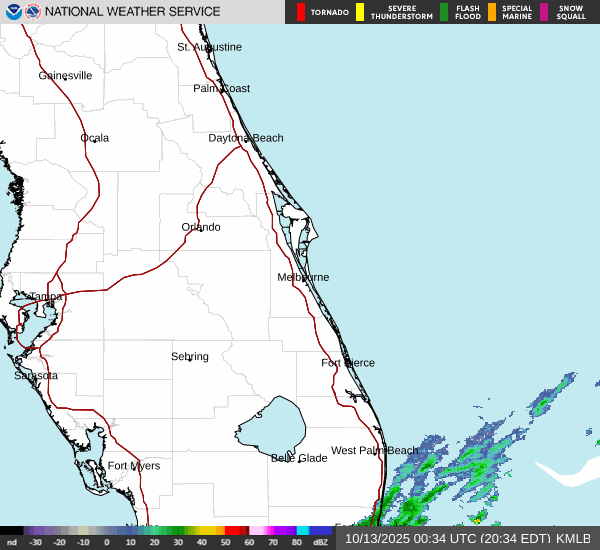 NATIONAL WEATHER SERVICE
TORNADO
SEVERE THUNDERSTORM
FLASH FLOOD
SPECIAL MARINE
SNOW SQUALL
St. Augustine
Gainesville
Palm Coast
Ocala
Daytona Beach
Orlando
Melbourne
Tampa
Sebring
Fort Pierce
Sarasota
West Palm Beach
Belle Glade
Fort Myers
nd -30 -20 -10 0 10 20 30 40 50 60 70 80 dBZ
10/13/2025 00:34 UTC (20:34 EDT) KMLB